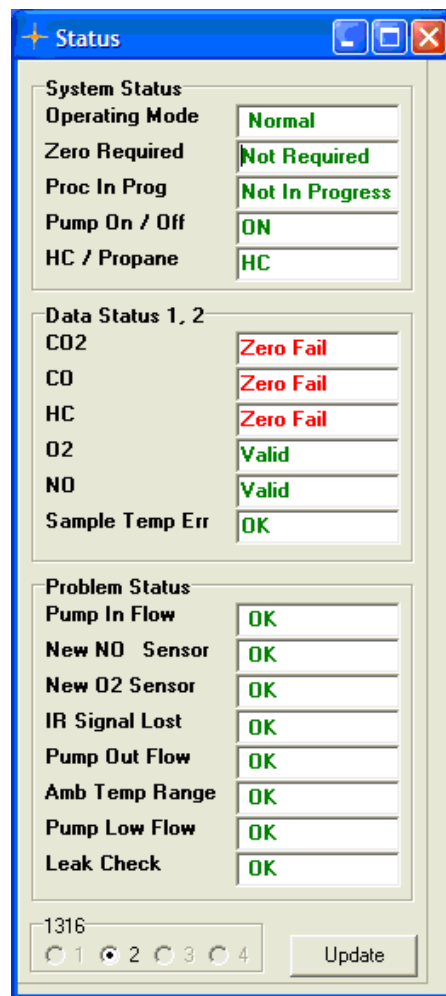 Status
System Status
Operating Mode Normal
Zero Required Not Required
Proc In Prog Not In Progress
Pump On / Off ON
HC / Propane HC
Data Status 1, 2
CO2 Zero Fail
CO Zero Fail
HC Zero Fail
O2 Valid
NO Valid
Sample Temp Err OK
Problem Status
Pump In Flow OK
New NO Sensor OK
New O2 Sensor OK
IR Signal Lost OK
Pump Out Flow OK
Amb Temp Range OK
Pump Low Flow OK
Leak Check OK
1316
1 2 3 4 Update